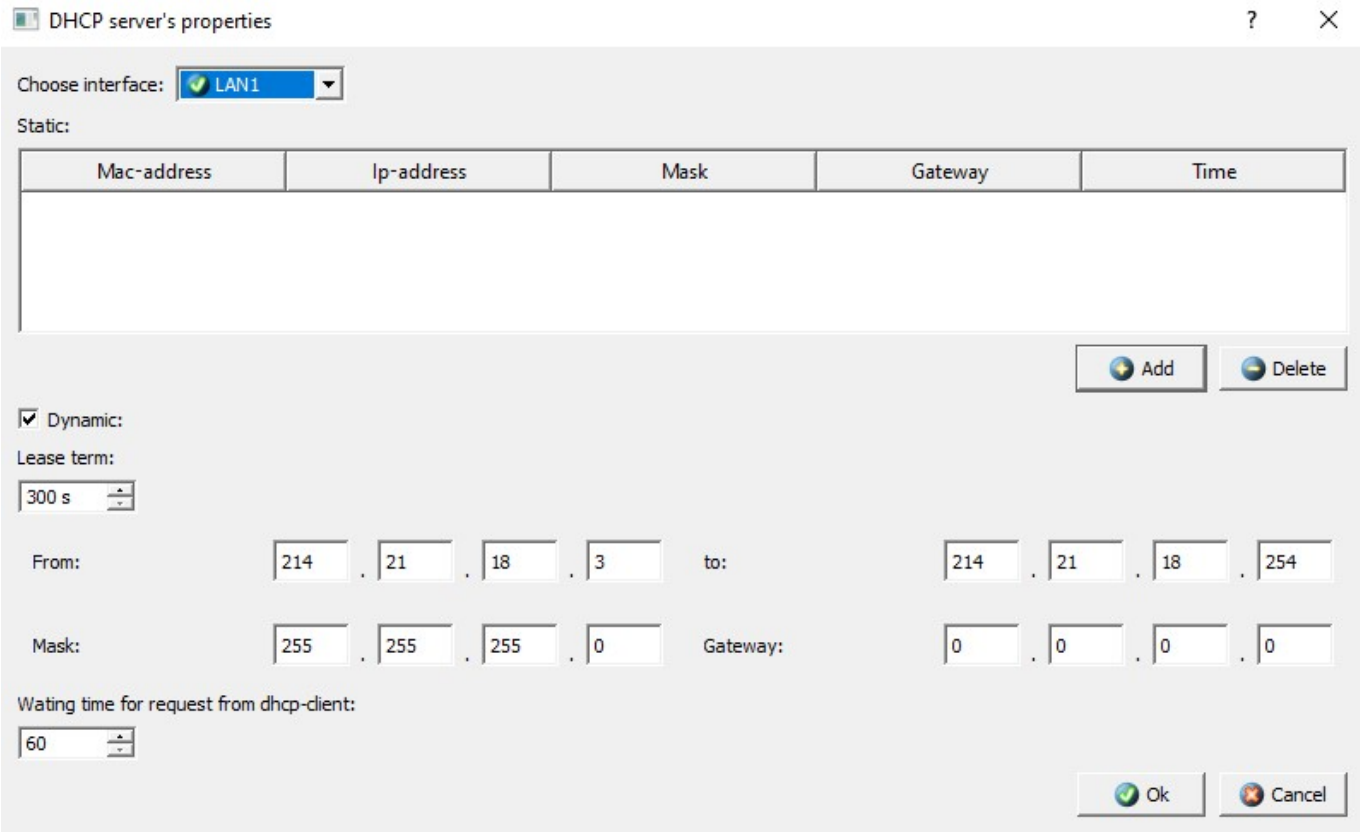 DHCP server's properties ?
Choose interface: LAN1
Static:
Mac-address Ip-address Mask Gateway Time
Add Delete
Dynamic:
Lease term:
300 s
From: 214 . 21 . 18 . 3 to: 214 . 21 . 18 . 254
Mask: 255 . 255 . 255 . 0 Gateway: 0 . 0 . 0 . 0
Wating time for request from dhcp-client:
60
Ok Cancel